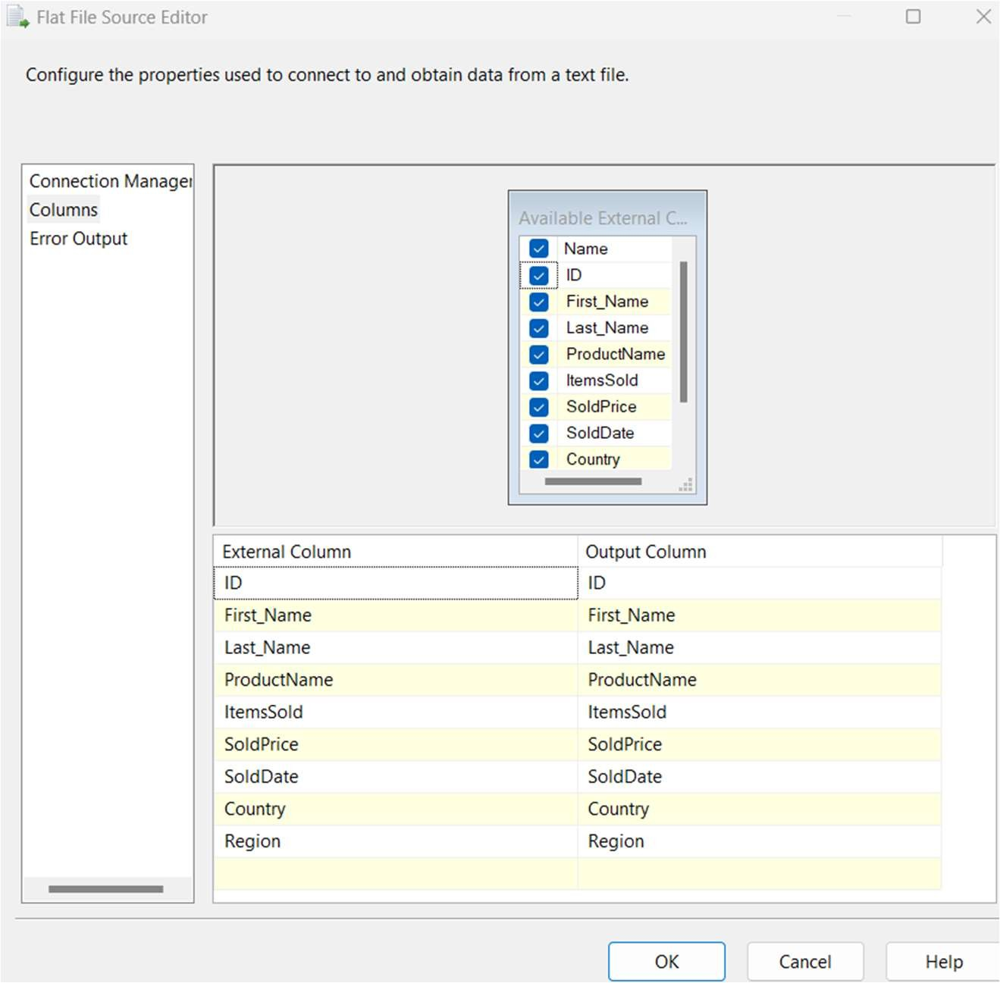 Flat File Source Editor
Configure the properties used to connect to and obtain data from a text file.
Connection Manager
Columns
Error Output
Available External C...
Name
ID
First_Name
Last_Name
ProductName
ItemsSold
SoldPrice
SoldDate
Country
External Column Output Column
ID ID
First_Name First_Name
Last_Name Last_Name
ProductName ProductName
ItemsSold ItemsSold
SoldPrice SoldPrice
SoldDate SoldDate
Country Country
Region Region
OK Cancel Help